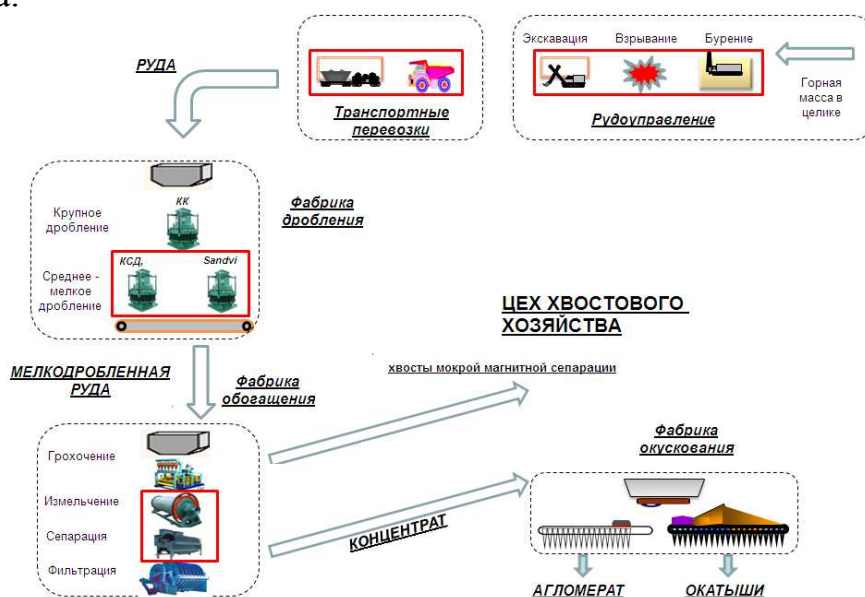 а.
Экскавация Взрывание Бурение
РУДА
Горная
масса в
целике
Транспортные
перевозки
Рудоуправление
КК
Крупное
дробление
Фабрика
дробления
КСД,
Sandvi
Среднее -
мелкое
дробление
ЦЕХ ХВОСТОВОГО
ХОЗЯЙСТВА
МЕЛКОДРОБЛЕННАЯ
РУДА
Фабрика
обогащения
хвосты мокрой магнитной сепарации
Фабрика
окускования
Грохочение
Измельчение
Сепарация
Фильтрация
КОНЦЕНТРАТ
АГЛОМЕРАТ
ОКАТЫШИ